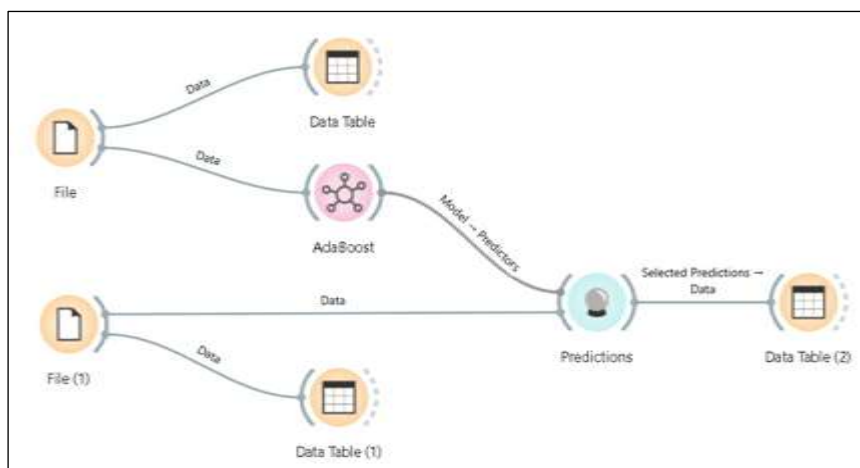 Data
Data Table
File
Data
AdaBoost
Model → Predictors
Data
Selected Predictions →
Data
File (1)
Data
Predictions
Data Table (2)
Data Table (1)